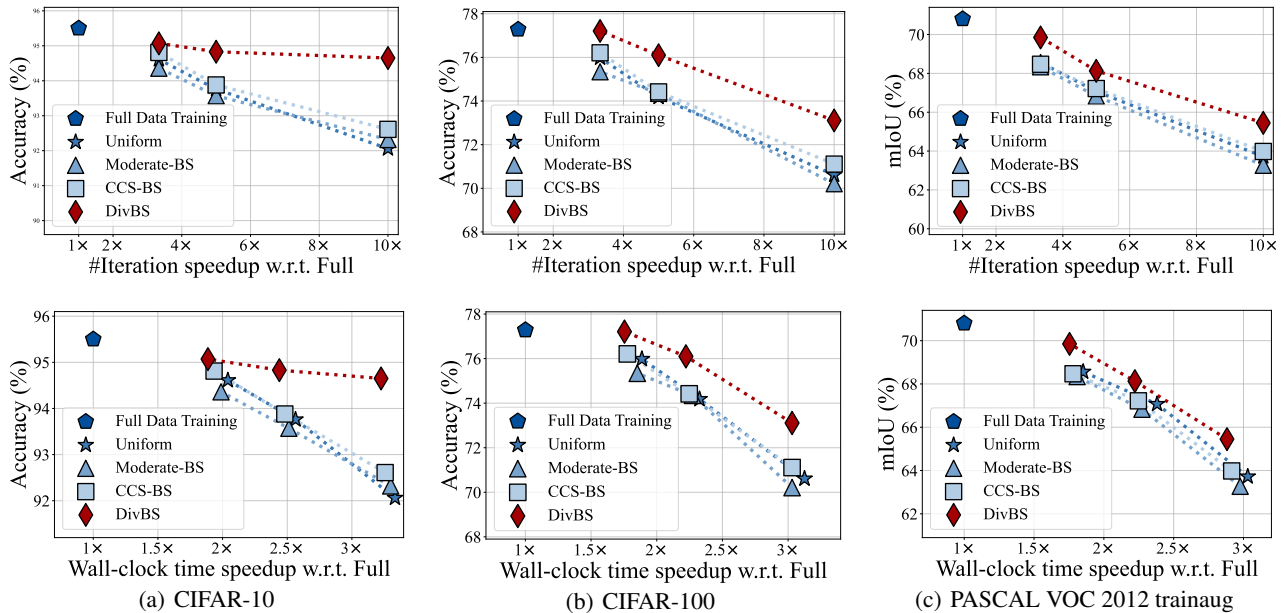 Accuracy (%)
96
95
94
93
92
90
Full Data Training
Uniform
Moderate-BS
CCS-BS
DivBS
1× 2× 4× 6× 8× 10×
#Iteration speedup w.r.t. Full
Accuracy (%)
78
76
74
72
70
68
Full Data Training
Uniform
Moderate-BS
CCS-BS
DivBS
1× 2× 4× 6× 8× 10×
#Iteration speedup w.r.t. Full
mIoU (%)
70
68
66
64
62
60
Full Data Training
Uniform
Moderate-BS
CCS-BS
DivBS
1× 2× 4× 6× 8× 10×
#Iteration speedup w.r.t. Full
Accuracy (%)
96
95
94
93
92
Full Data Training
Uniform
Moderate-BS
CCS-BS
DivBS
1× 1.5× 2× 2.5× 3×
Wall-clock time speedup w.r.t. Full
(a) CIFAR-10
Accuracy (%)
78
76
74
71
70
68
Full Data Training
Uniform
Moderate-BS
CCS-BS
DivBS
1× 1.5× 2× 2.5× 3×
Wall-clock time speedup w.r.t. Full
(b) CIFAR-100
mIoU (%)
70
68
66
64
62
Full Data Training
Uniform
Moderate-BS
CCS-BS
DivBS
1× 1.5× 2× 2.5× 3×
Wall-clock time speedup w.r.t. Full
(c) PASCAL VOC 2012 trainaug